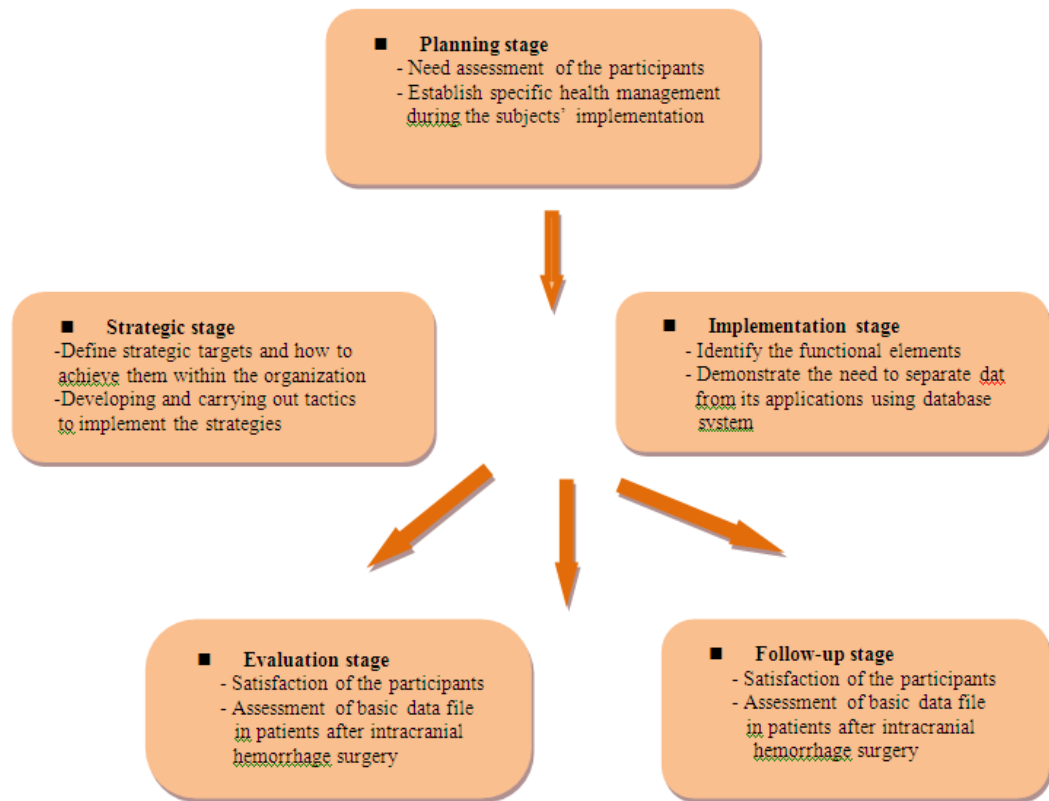 ■ Planning stage
- Need assessment of the participants
- Establish specific health management
during the subjects’ implementation
■ Strategic stage
-Define strategic targets and how to
achieve them within the organization
-Developing and carrying out tactics
to implement the strategies
■ Implementation stage
- Identify the functional elements
- Demonstrate the need to separate dat
from its applications using database
system
■ Evaluation stage
- Satisfaction of the participants
- Assessment of basic data file
in patients after intracranial
hemorrhage surgery
■ Follow-up stage
- Satisfaction of the participants
- Assessment of basic data file
in patients after intracranial
hemorrhage surgery